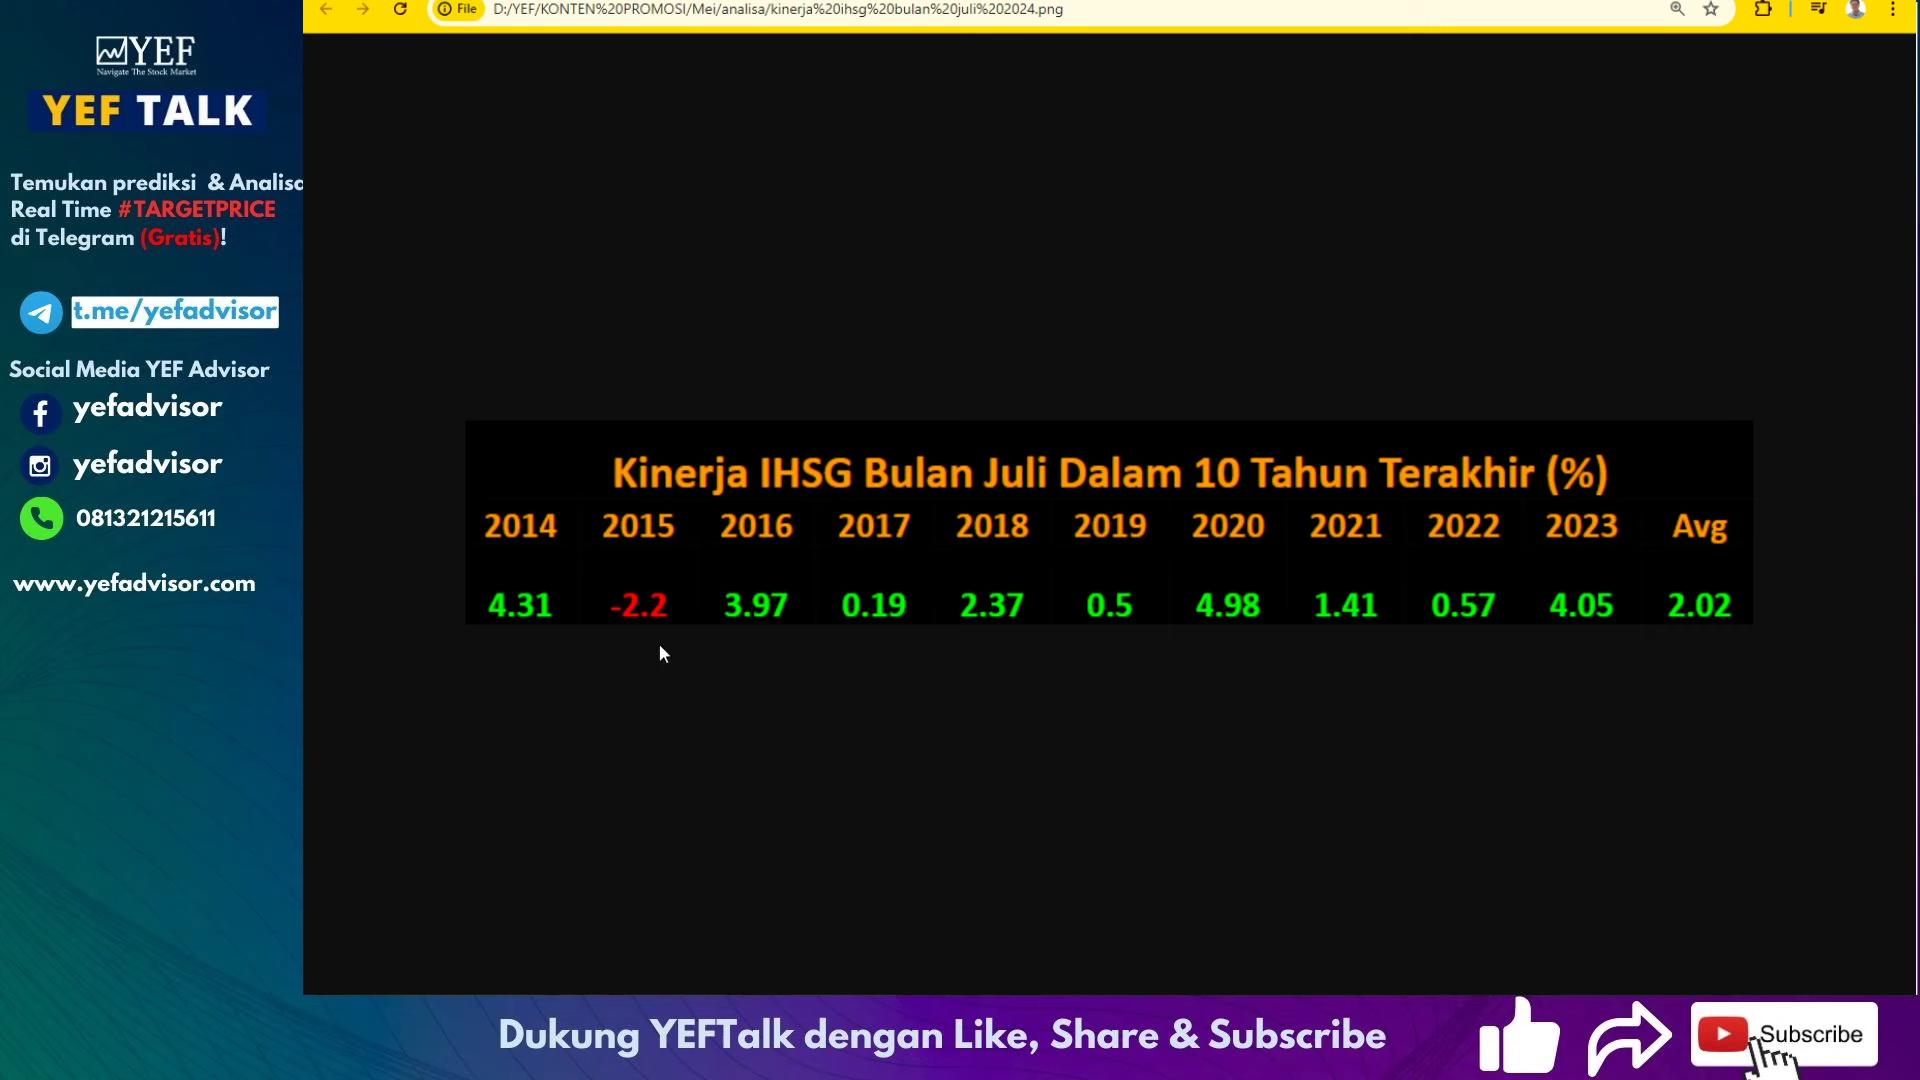 YEF
Navigate The Stock Market
YEF TALK
Temukan prediksi & Analisa
Real Time #TARGETPRICE
di Telegram (Gratis)!
t.me/yefadvisor
Social Media YEF Advisor
yefadvisor
yefadvisor
081321215611
www.yefadvisor.com
File D:/YEF/KONTEN%20PROMOSI/Mei/analisa/kinerja%20ihsg%20bulan%20juli%202024.png
Kinerja IHSG Bulan Juli Dalam 10 Tahun Terakhir (%)
2014 2015 2016 2017 2018 2019 2020 2021 2022 2023 Avg
4.31 -2.2 3.97 0.19 2.37 0.5 4.98 1.41 0.57 4.05 2.02
Dukung YEFTalk dengan Like, Share & Subscribe
Subscribe